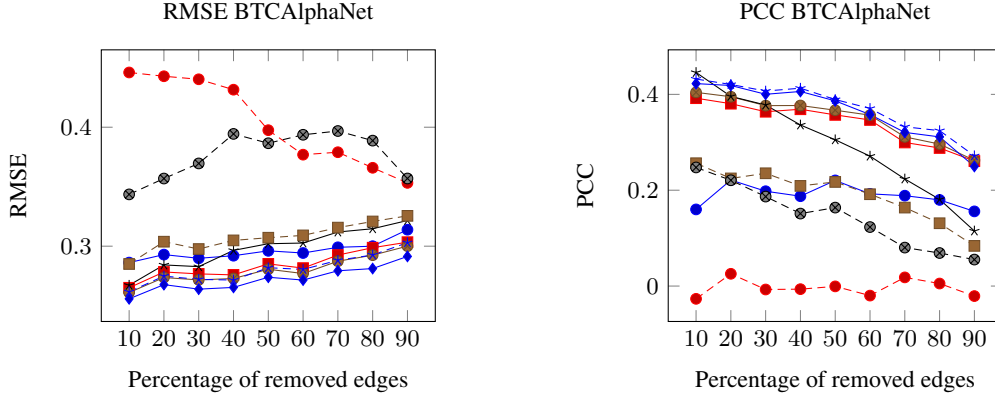 RMSE BTCAlphaNet
0.4
0.3
RMSE
10 20 30 40 50 60 70 80 90
Percentage of removed edges
PCC BTCAlphaNet
0.4
0.2
0
PCC
10 20 30 40 50 60 70 80 90
Percentage of removed edges